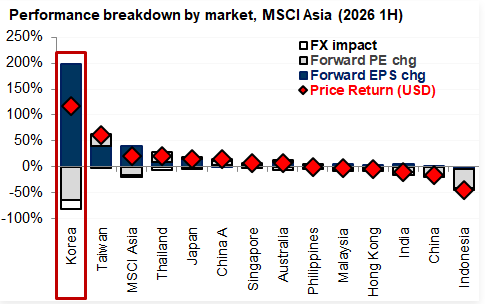 Performance breakdown by market, MSCI Asia (2026 1H)
250%
200%
150%
100%
50%
0%
-50%
-100%
FX impact
Forward PE chg
Forward EPS chg
Price Return (USD)
Korea
Taiwan
MSCI Asia
Thailand
Japan
China A
Singapore
Australia
Philippines
Malaysia
Hong Kong
India
China
Indonesia